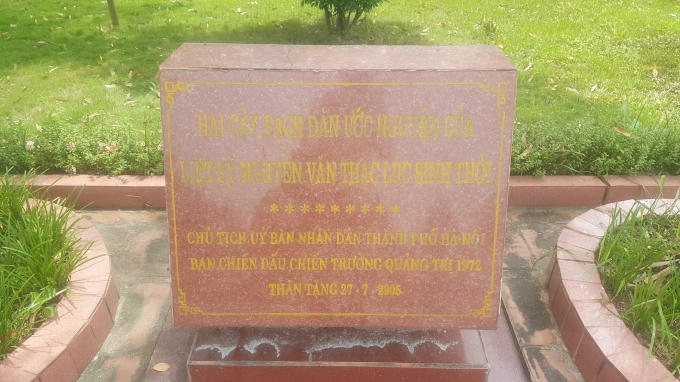 HAI CÂY BẠCH ĐÀN ƯỚC NGUYỆN CỦA
LIỆT SỸ NGUYỄN VĂN THẠC LÚC SINH THỜI
* * * * * * * * *
CHỦ TỊCH UỶ BAN NHÂN DÂN THÀNH PHỐ HÀ NỘI
BẠN CHIẾN ĐẤU CHIẾN TRƯỜNG QUẢNG TRỊ 1972
THÂN TẶNG 27 - 7 - 2005